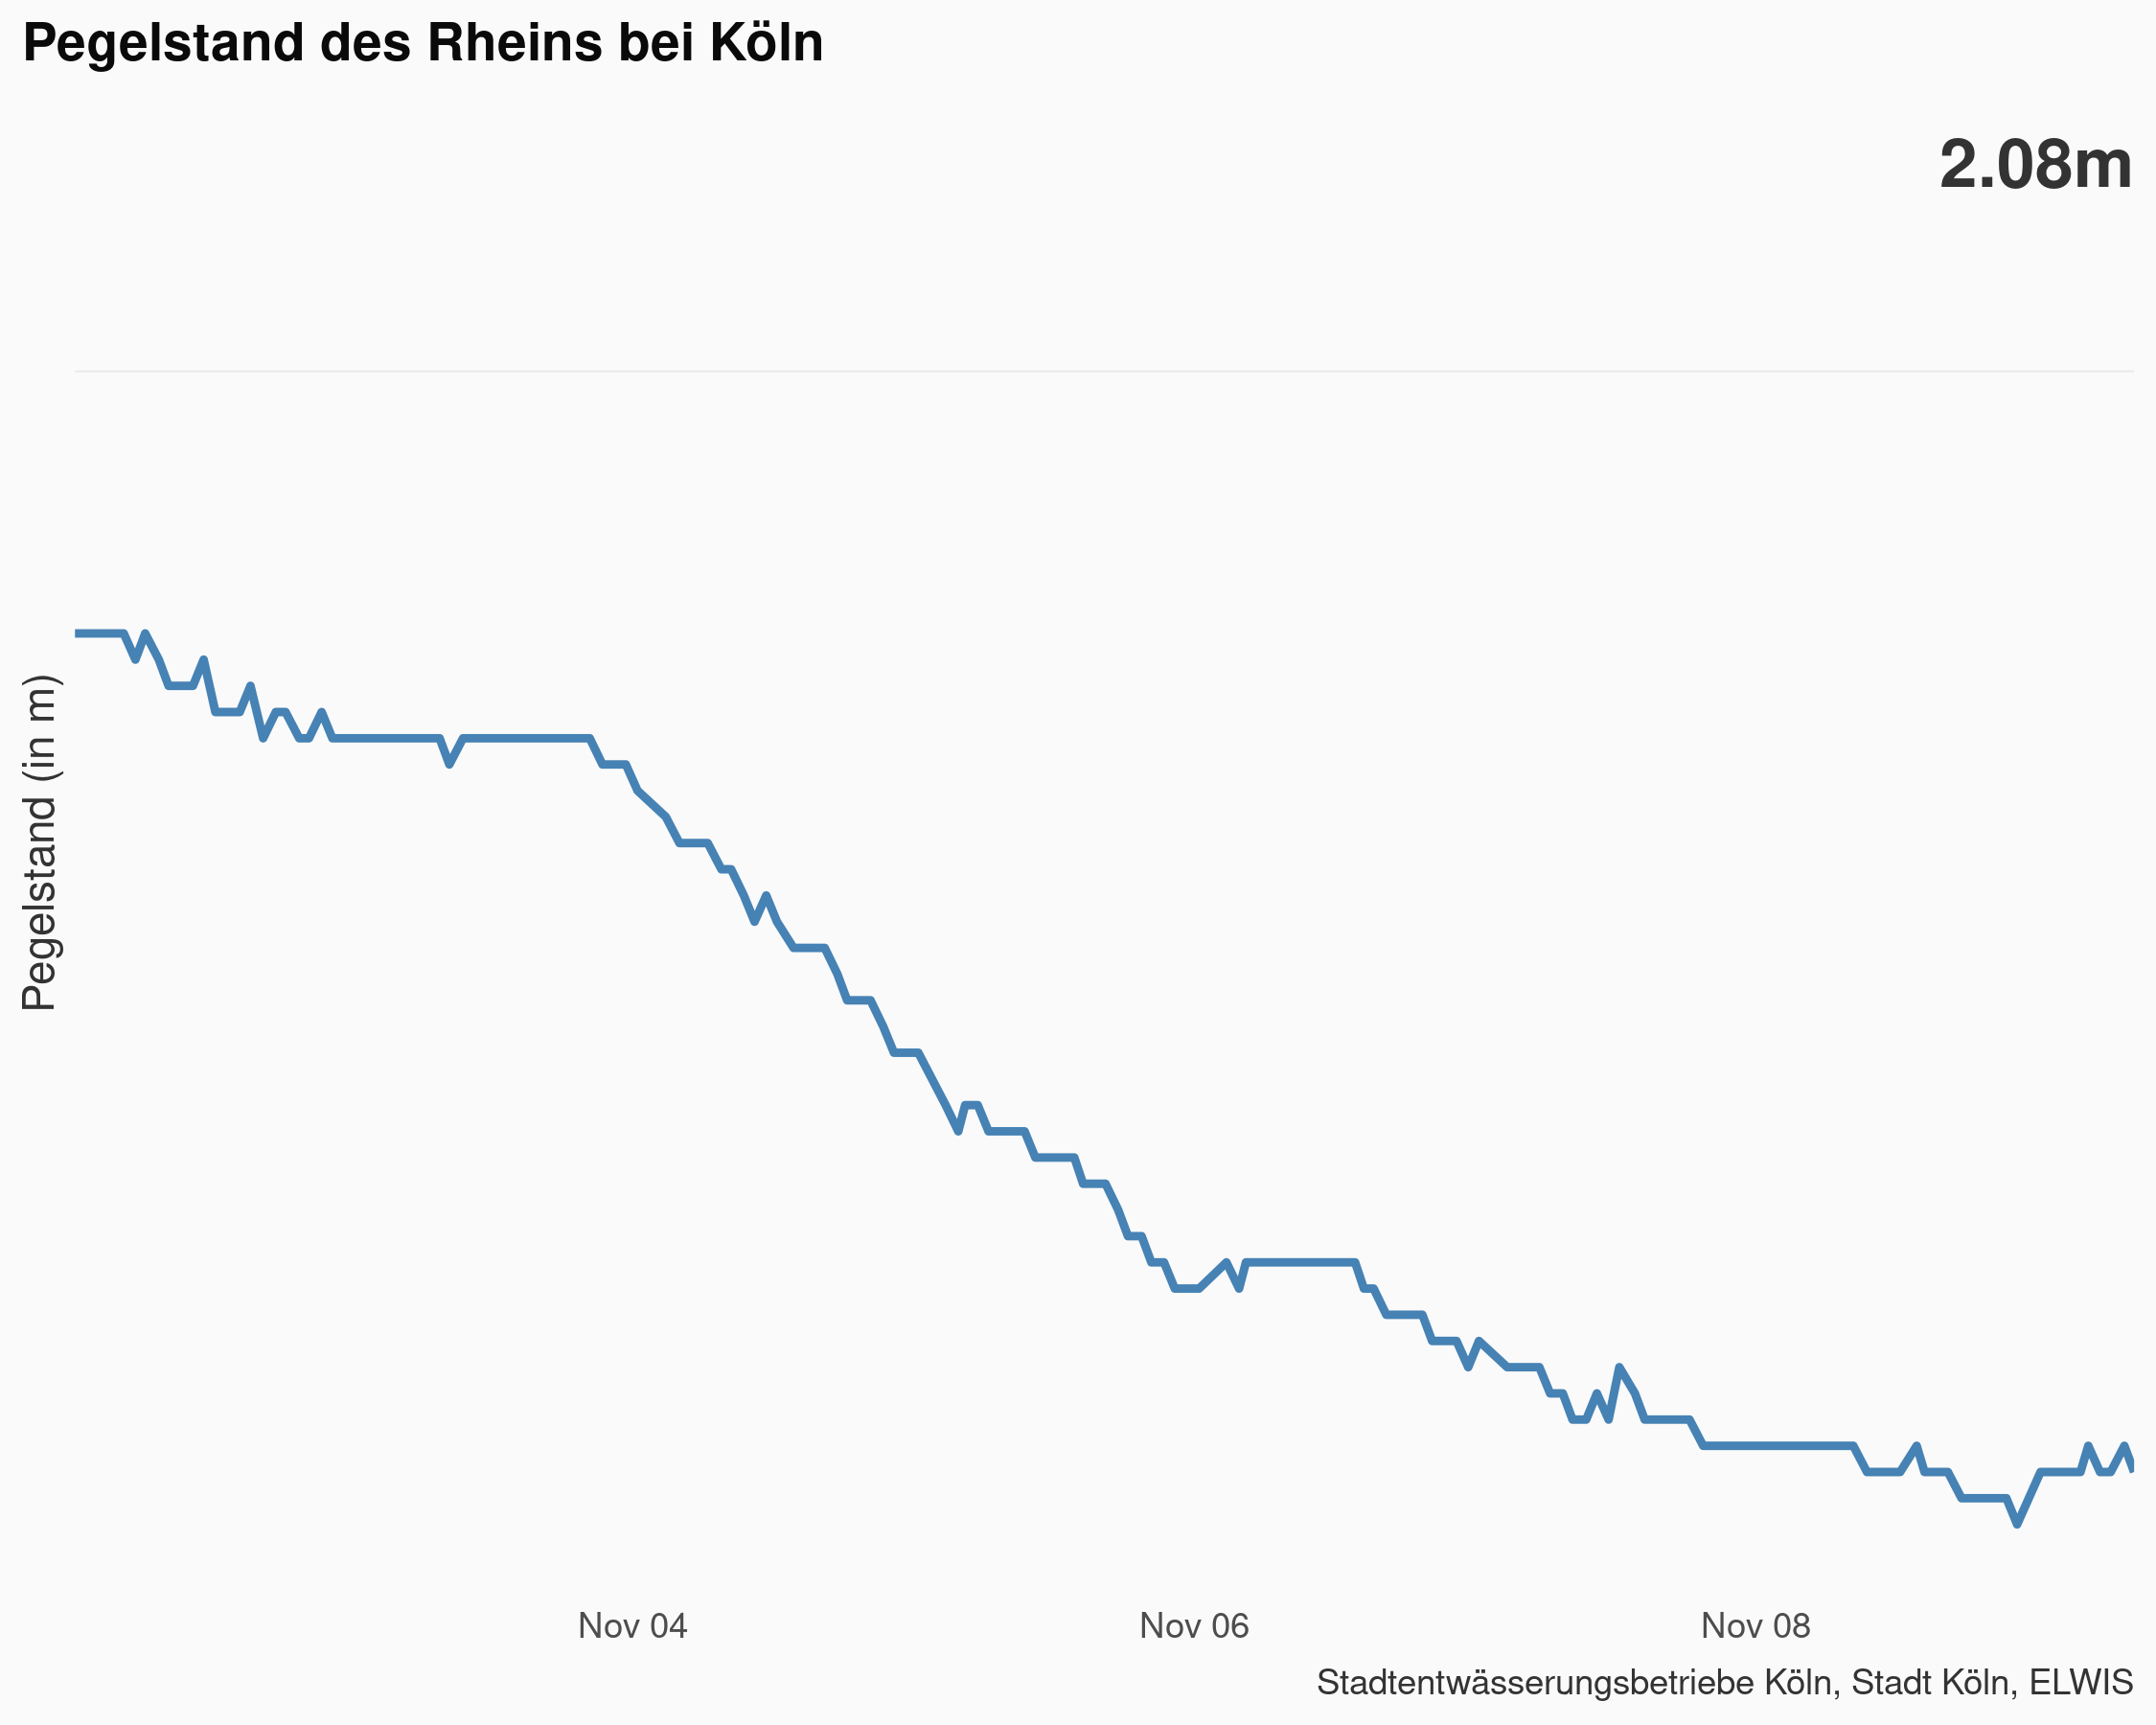 Pegelstand des Rheins bei Köln
2.08m
Pegelstand (in m)
Nov 04
Nov 06
Nov 08
Stadtentwässerungsbetriebe Köln, Stadt Köln, ELWIS